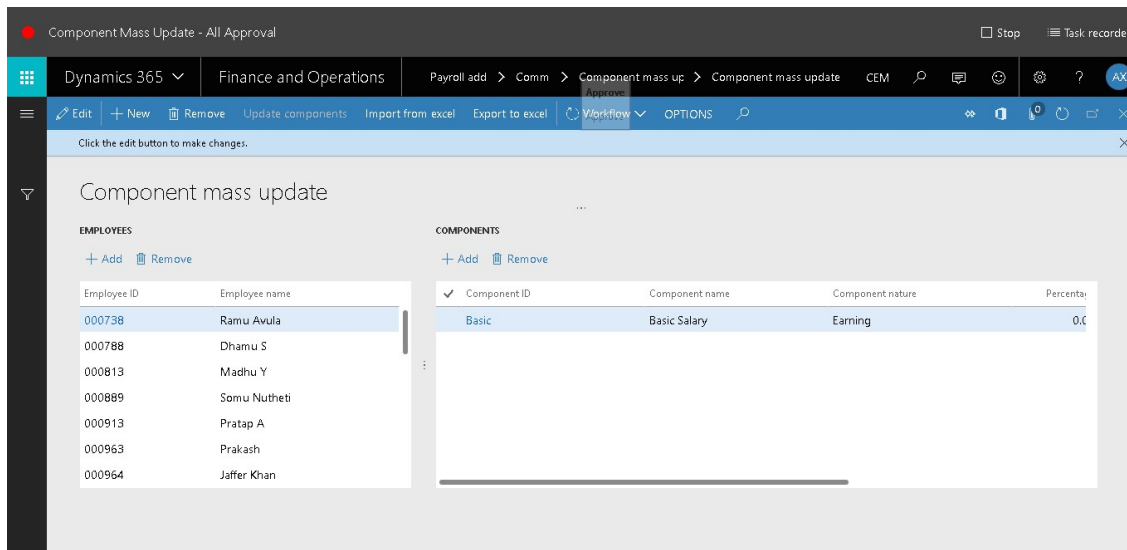 Component Mass Update - All Approval Stop Task recorde
Dynamics 365 Finance and Operations Payroll add > Comm > Component mass up > Component mass update CEM ? AX
Approve
Edit + New Remove Update components Import from excel Export to excel Workflow OPTIONS 0
Click the edit button to make changes.
Component mass update
...
EMPLOYEES COMPONENTS
+ Add Remove + Add Remove
Employee ID Employee name Component ID Component name Component nature Percentag
000738 Ramu Avula Basic Basic Salary Earning 0.0
000788 Dhamu S
000813 Madhu Y
000889 Somu Nutheti
000913 Pratap A
000963 Prakash
000964 Jaffer Khan